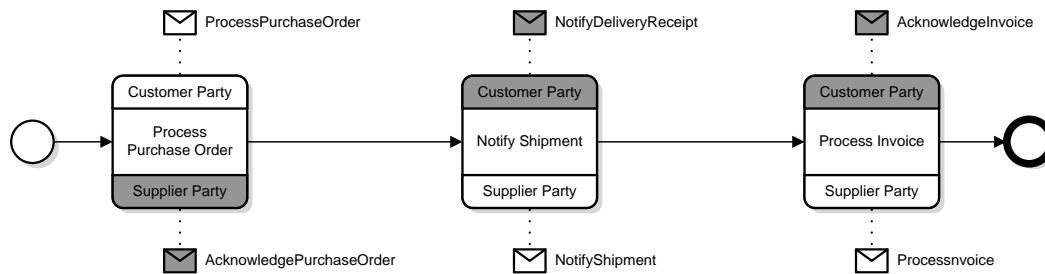 ProcessPurchaseOrder
NotifyDeliveryReceipt
AcknowledgeInvoice
Customer Party
Customer Party
Customer Party
Process
Purchase Order
Notify Shipment
Process Invoice
Supplier Party
Supplier Party
Supplier Party
AcknowledgePurchaseOrder
NotifyShipment
Processnvoice